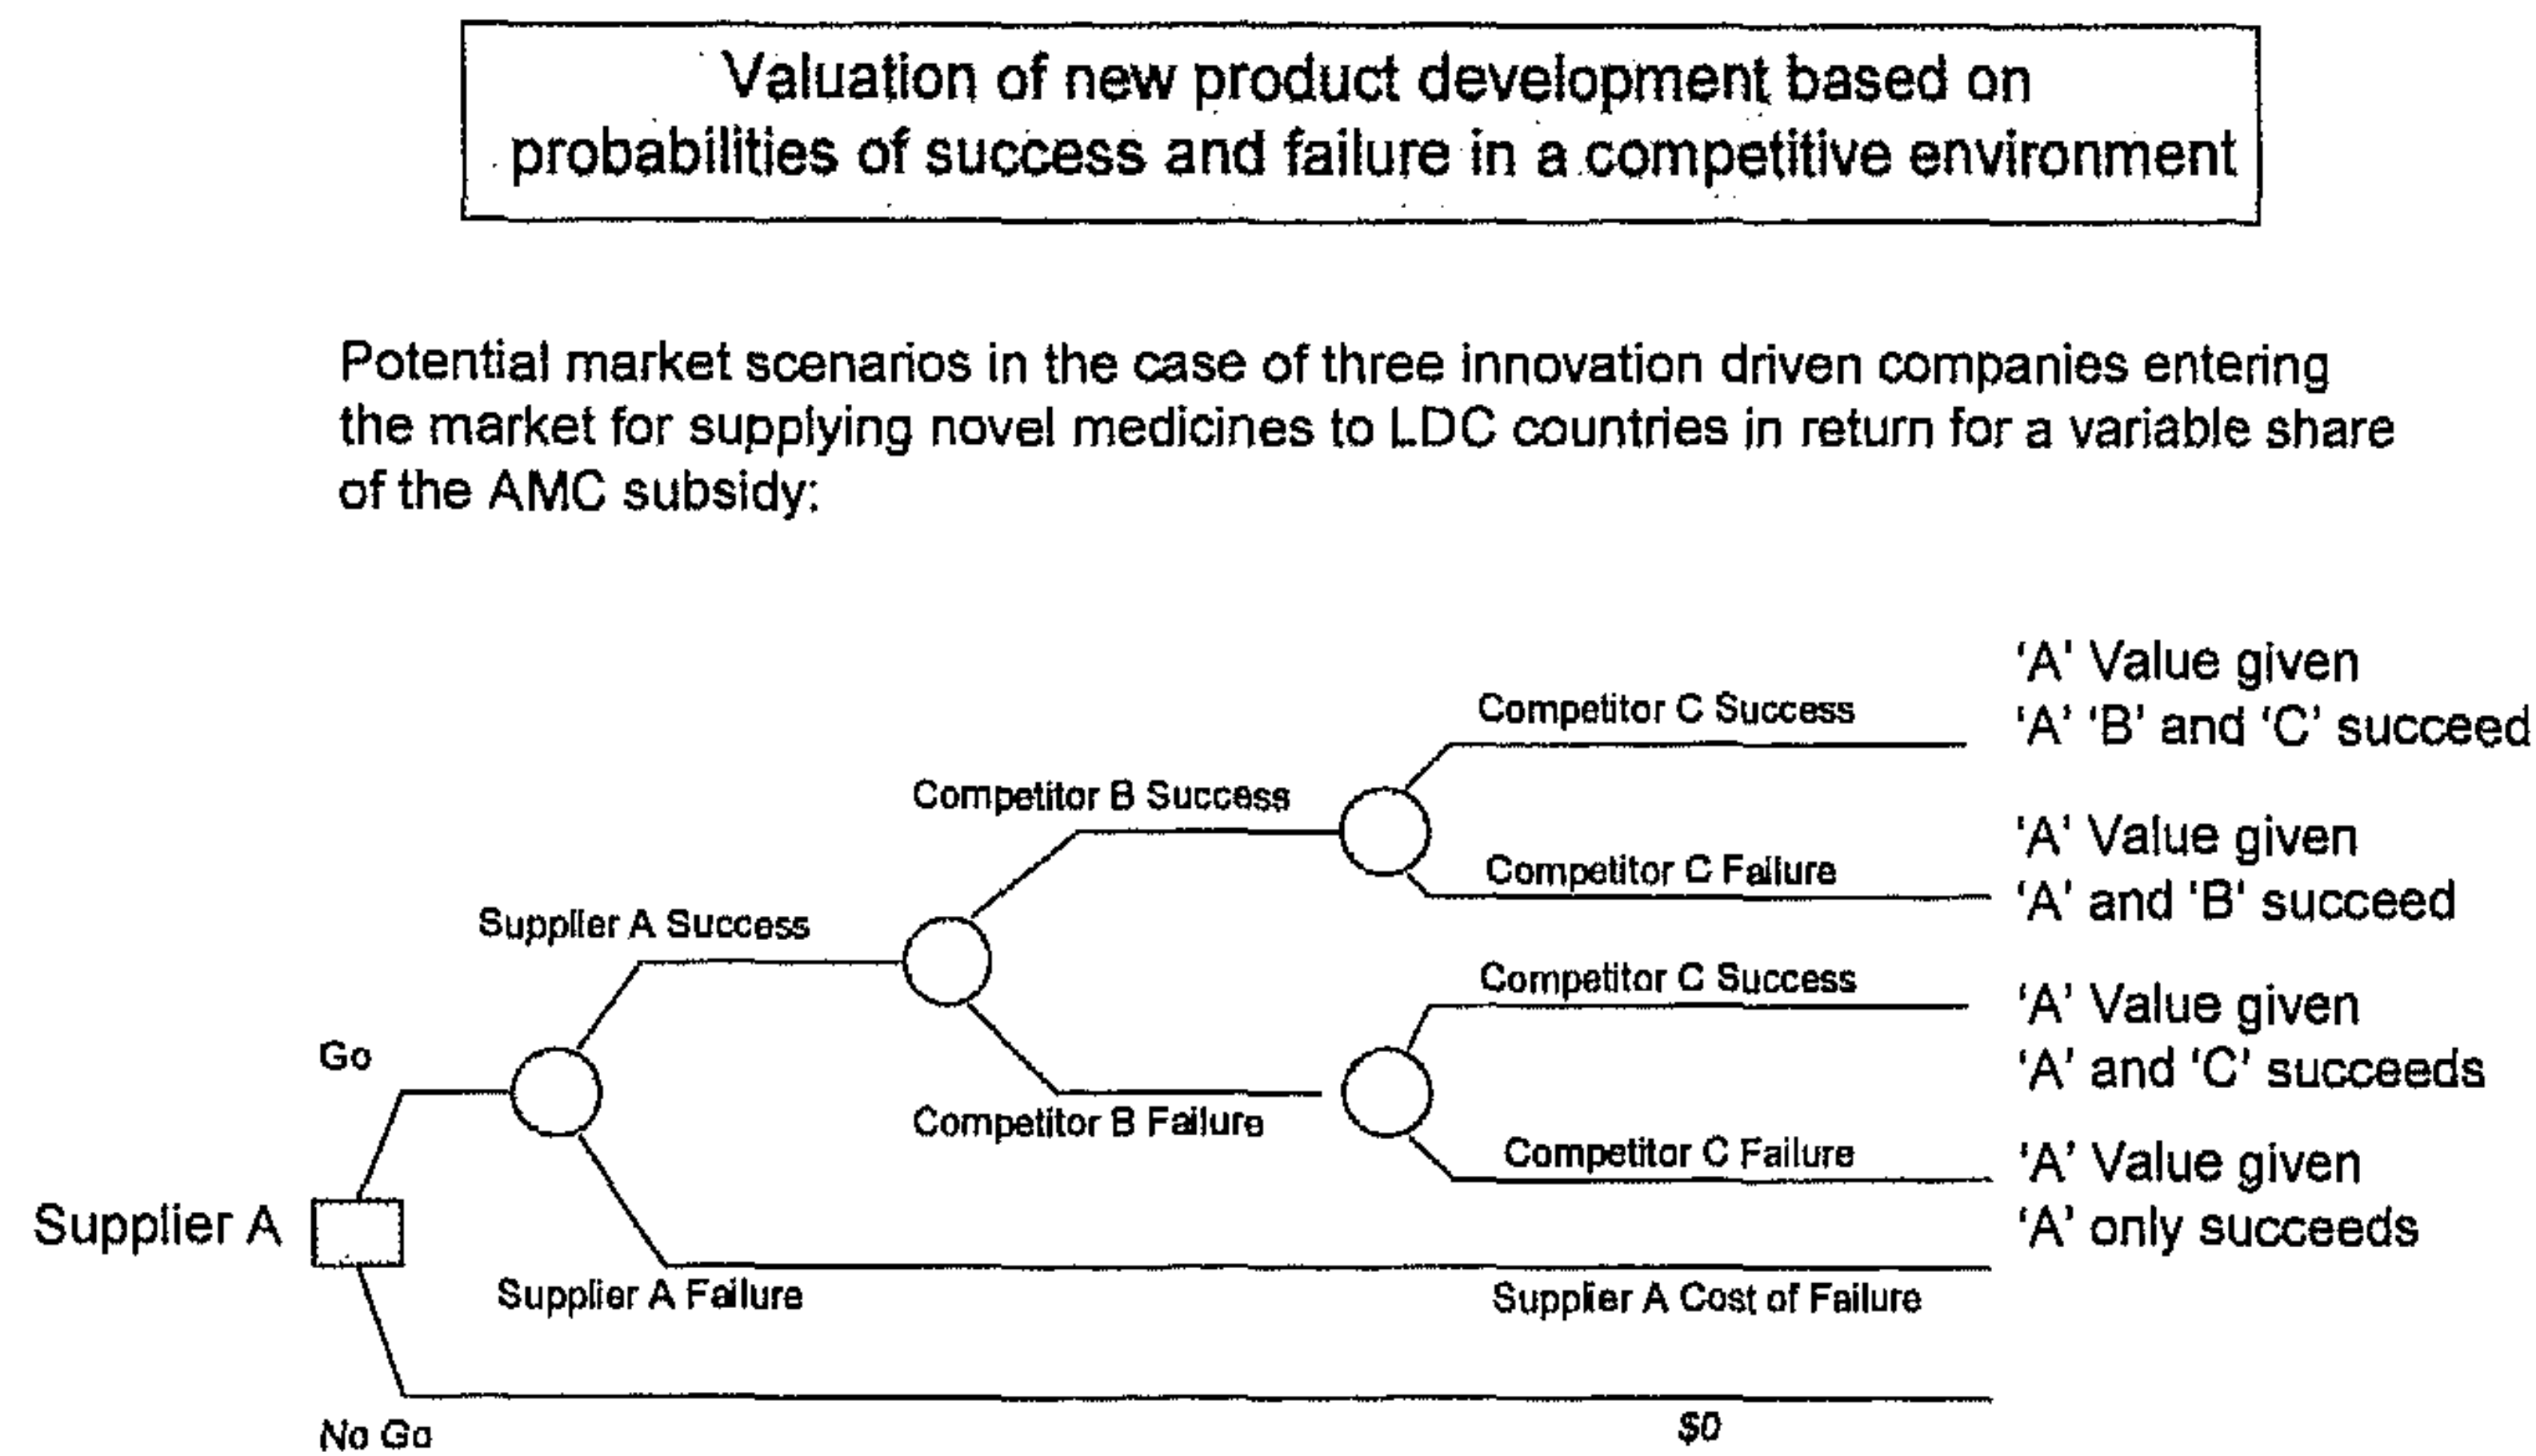 Valuation of new product development based on
probabilities of success and failure in a competitive environment
Potential market scenarios in the case of three innovation driven companies entering
the market for supplying novel medicines to LDC countries in return for a variable share
of the AMC subsidy:
'A' Value given
'A' 'B' and 'C' succeed
Competitor C Success
Competitor B Success
'A' Value given
'A' and 'B' succeed
Competitor C Failure
Supplier A Success
Competitor C Success
'A' Value given
'A' and 'C' succeeds
Go
Competitor B Failure
Competitor C Failure
'A' Value given
'A' only succeeds
Supplier A
Supplier A Failure
Supplier A Cost of Failure
No Go
$0